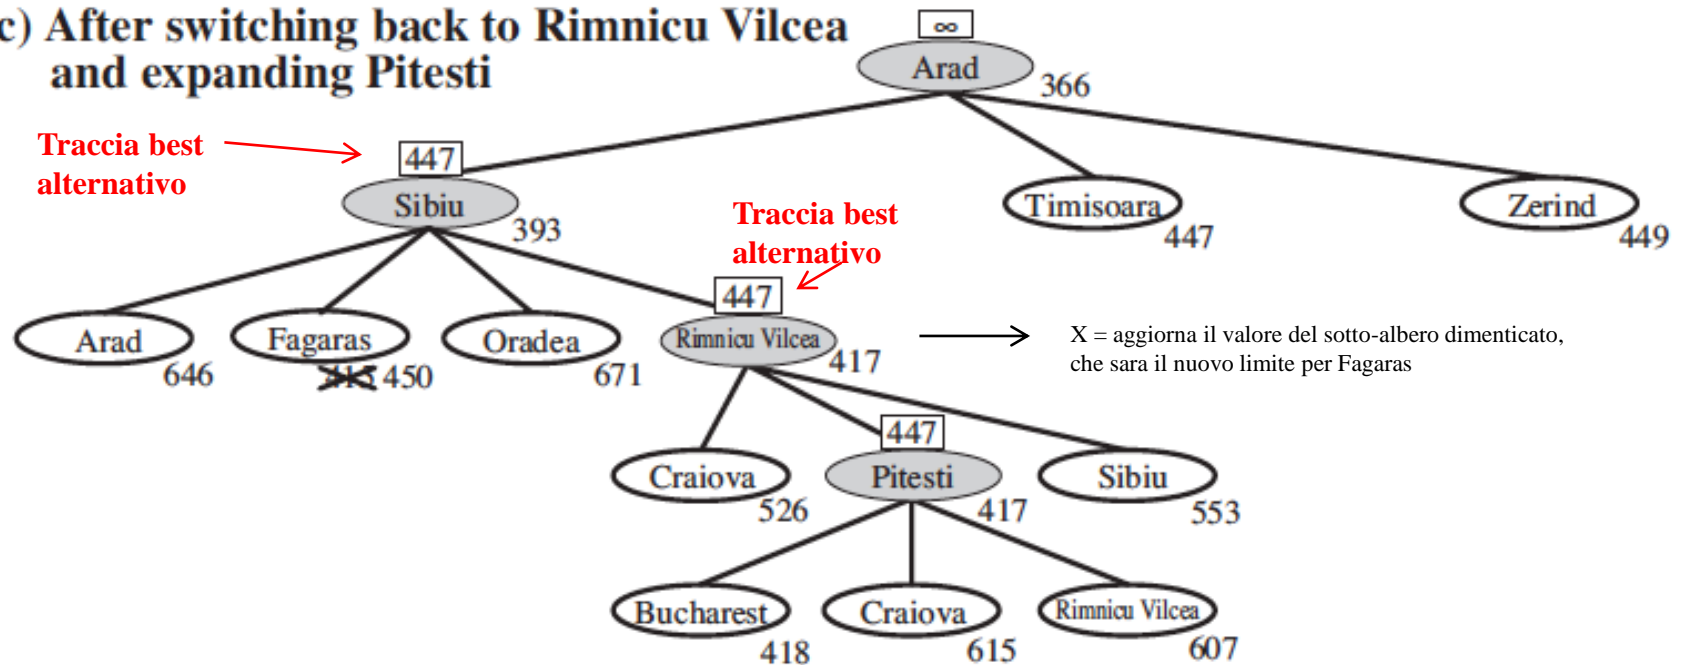 c) After switching back to Rimnicu Vilcea
and expanding Pitesti
∞
Arad
366
Traccia best
alternativo
447
Sibiu
393
Timisoara
447
Zerind
449
Traccia best
alternativo
447
Arad
646
Fagaras
413 450
Oradea
671
Rimnicu Vilcea
417
X = aggiorna il valore del sotto-albero dimenticato,
che sara il nuovo limite per Fagaras
447
Craiova
526
Pitesti
417
Sibiu
553
Bucharest
418
Craiova
615
Rimnicu Vilcea
607